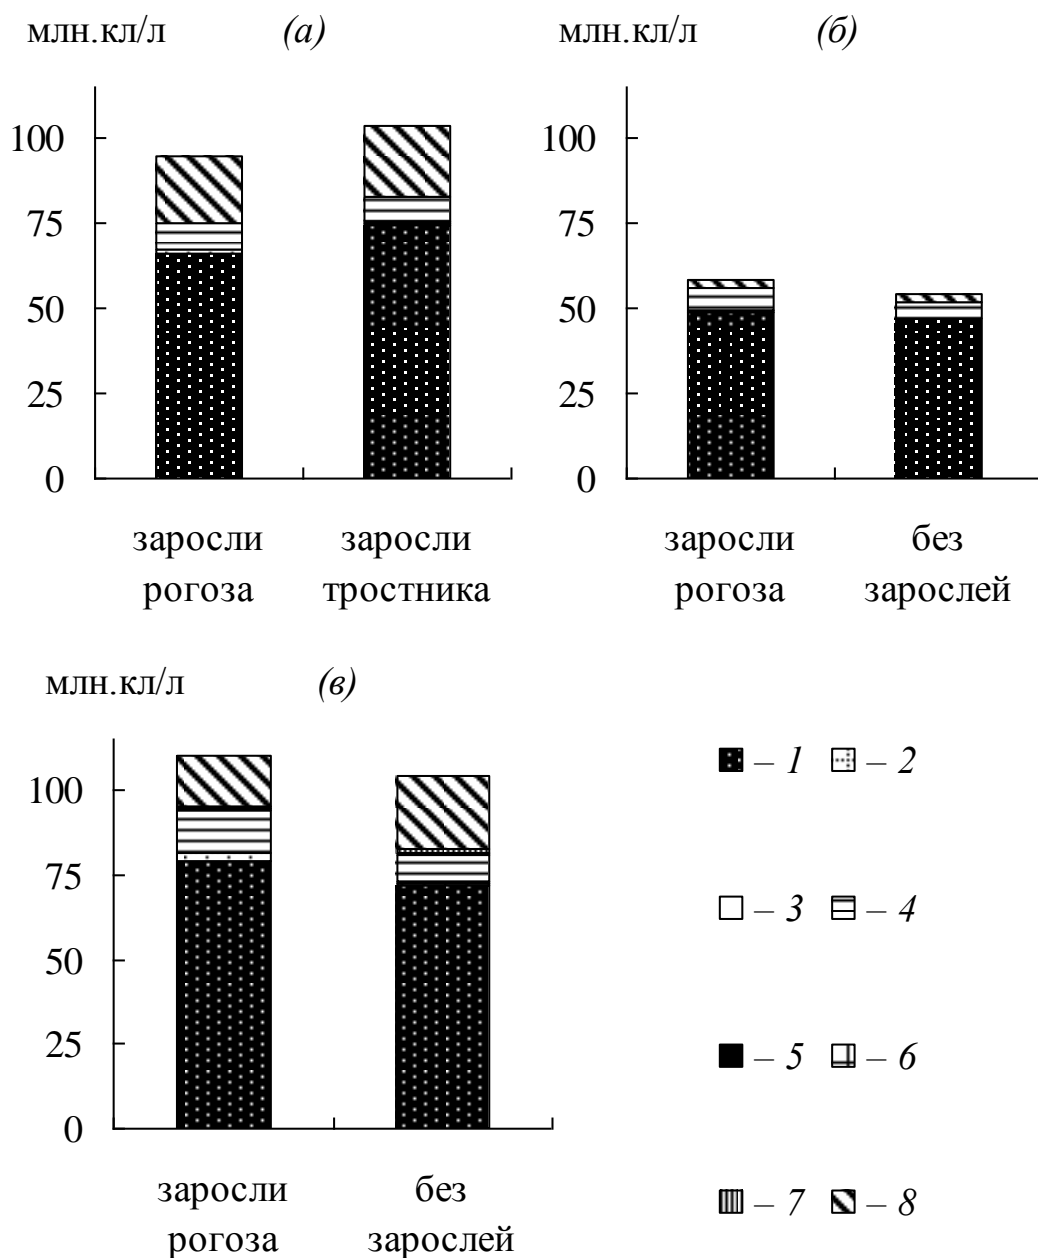 млн.кл/л (а)
100
75
50
25
0
заросли заросли
рогоза тростника
млн.кл/л (б)
100
75
50
25
0
заросли без
рогоза зарослей
млн.кл/л (в)
100
75
50
25
0
заросли без
рогоза зарослей
– 1 – 2
– 3 – 4
– 5 – 6
– 7 – 8